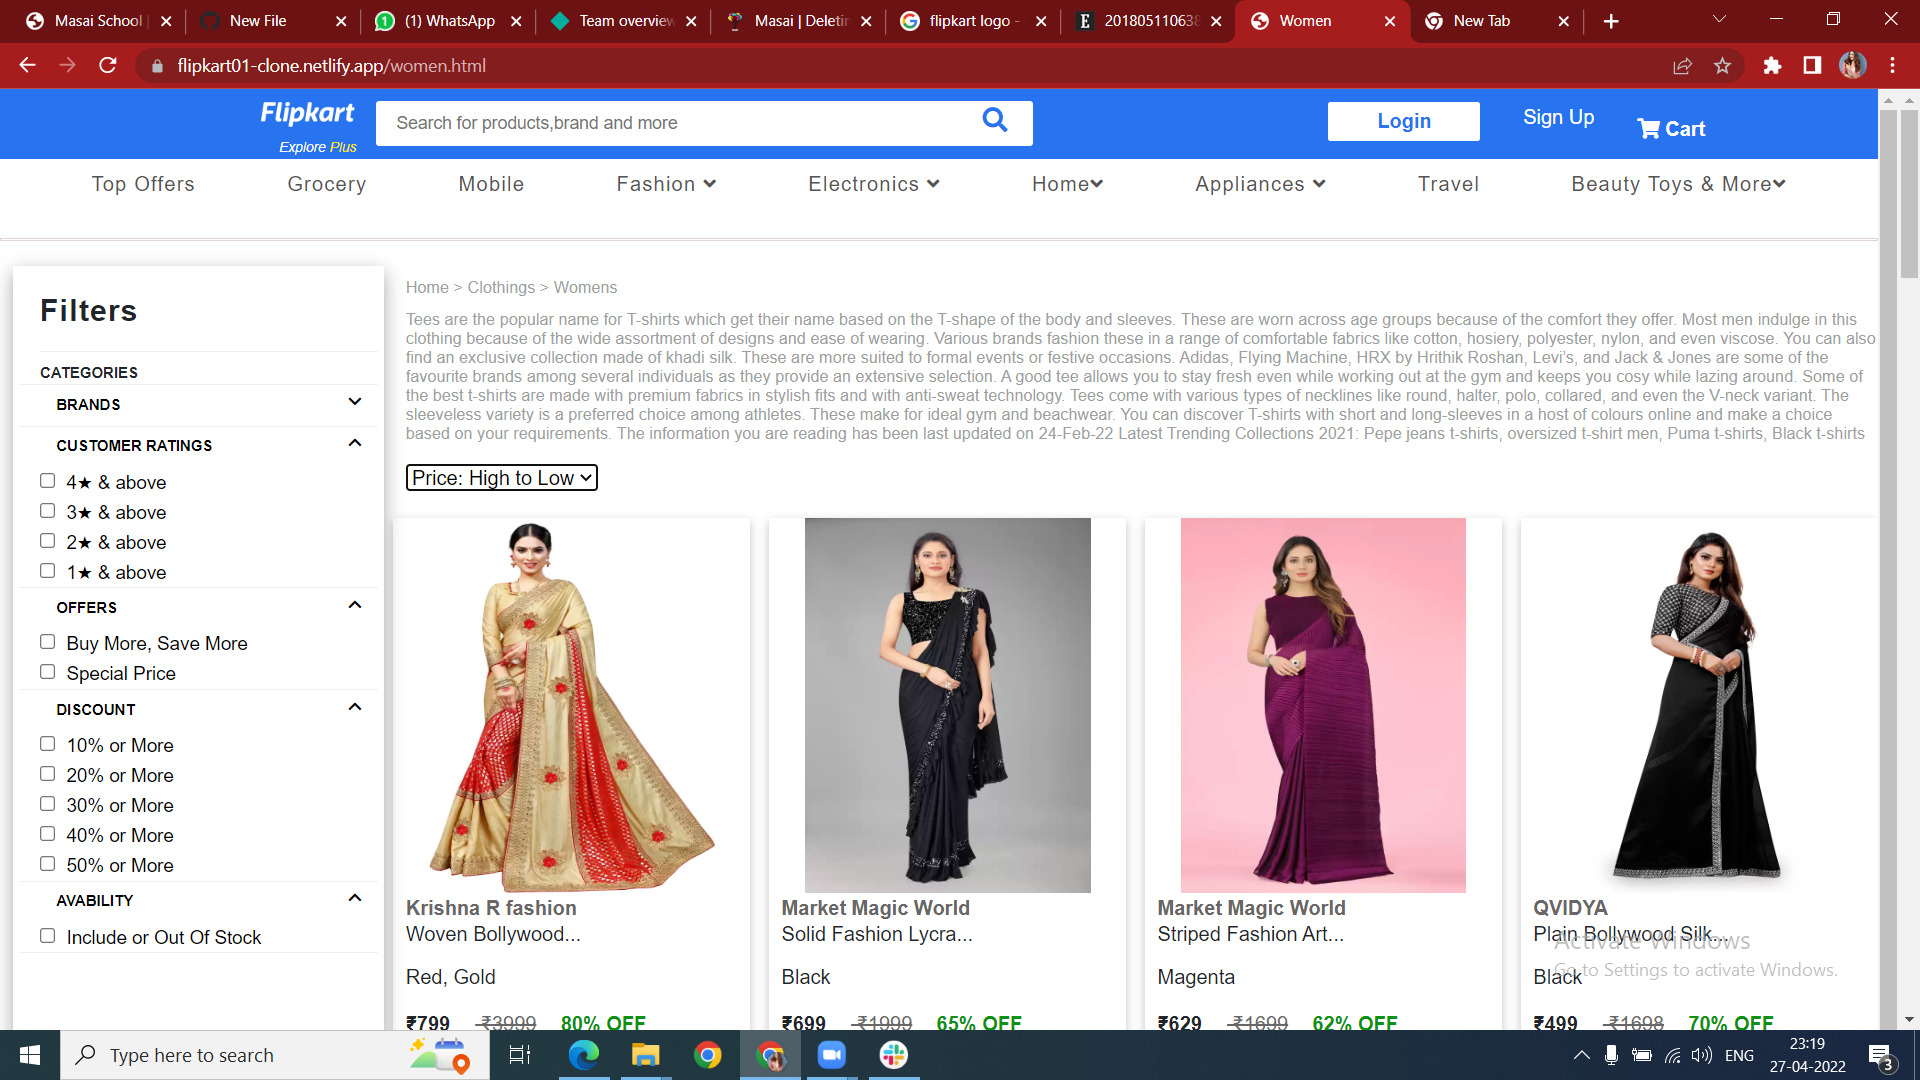 Masai School
New File
(1) WhatsApp
Team overview
Masai | Deletin
flipkart logo -
201805110638
Women
New Tab
flipkart01-clone.netlify.app/women.html
Flipkart
Explore Plus
Search for products,brand and more
Login
Sign Up
Cart
Top Offers
Grocery
Mobile
Fashion
Electronics
Home
Appliances
Travel
Beauty Toys & More
Filters
CATEGORIES
BRANDS
CUSTOMER RATINGS
4★ & above
3★ & above
2★ & above
1★ & above
OFFERS
Buy More, Save More
Special Price
DISCOUNT
10% or More
20% or More
30% or More
40% or More
50% or More
AVABILITY
Include or Out Of Stock
Home > Clothings > Womens
Tees are the popular name for T-shirts which get their name based on the T-shape of the body and sleeves. These are worn across age groups because of the comfort they offer. Most men indulge in this
clothing because of the wide assortment of designs and ease of wearing. Various brands fashion these in a range of comfortable fabrics like cotton, hosiery, polyester, nylon, and even viscose. You can also
find an exclusive collection made of khadi silk. These are more suited to formal events or festive occasions. Adidas, Flying Machine, HRX by Hrithik Roshan, Levi's, and Jack & Jones are some of the
favourite brands among several individuals as they provide an extensive selection. A good tee allows you to stay fresh even while working out at the gym and keeps you cosy while lazing around. Some of
the best t-shirts are made with premium fabrics in stylish fits and with anti-sweat technology. Tees come with various types of necklines like round, halter, polo, collared, and even the V-neck variant. The
sleeveless variety is a preferred choice among athletes. These make for ideal gym and beachwear. You can discover T-shirts with short and long-sleeves in a host of colours online and make a choice
based on your requirements. The information you are reading has been last updated on 24-Feb-22 Latest Trending Collections 2021: Pepe jeans t-shirts, oversized t-shirt men, Puma t-shirts, Black t-shirts
Price: High to Low
Krishna R fashion
Woven Bollywood...
Red, Gold
₹799 ₹3999 80% OFF
Market Magic World
Solid Fashion Lycra...
Black
₹699 ₹1999 65% OFF
Market Magic World
Striped Fashion Art...
Magenta
₹629 ₹1699 62% OFF
QVIDYA
Plain Bollywood Silk...
Black
₹499 ₹1698 70% OFF
Activate Windows
Go to Settings to activate Windows.
Type here to search
ENG
23:19
27-04-2022
3